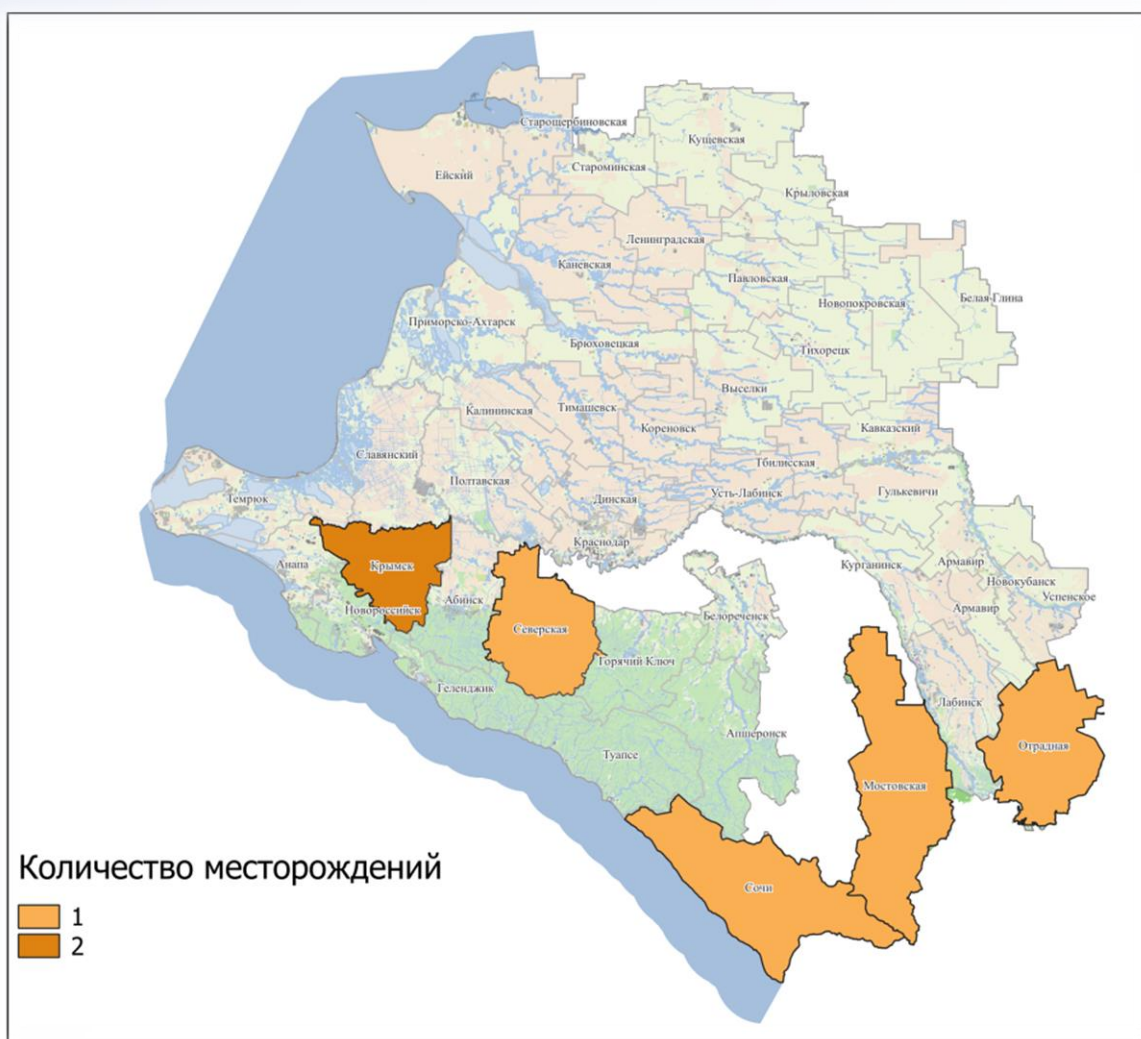 Старощербиновская
Кущевская
Староминская
Ейский
Крыловская
Ленинградская
Каневская
Павловская
Новопокровская
Белая Глина
Приморско-Ахтарск
Брюховецкая
Тихорецк
Выселки
Калининская
Тимашевск
Кореновск
Кавказский
Славянский
Тбилисская
Полтавская
Гулькевичи
Темрюк
Динская
Усть-Лабинск
Краснодар
Крымск
Анапа
Курганинск
Армавир
Новокубанск
Успенское
Абинск
Новороссийск
Армавир
Белореченск
Северская
Горячий Ключ
Геленджик
Лабинск
Апшеронск
Отрадная
Туапсе
Мостовская
Сочи
Количество месторождений
1
2